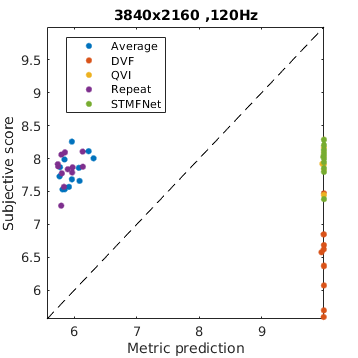 3840x2160 ,120Hz
Average
DVF
QVI
Repeat
STMFNet
9.5
9
8.5
8
7.5
7
6.5
6
Subjective score
6
7
8
9
Metric prediction